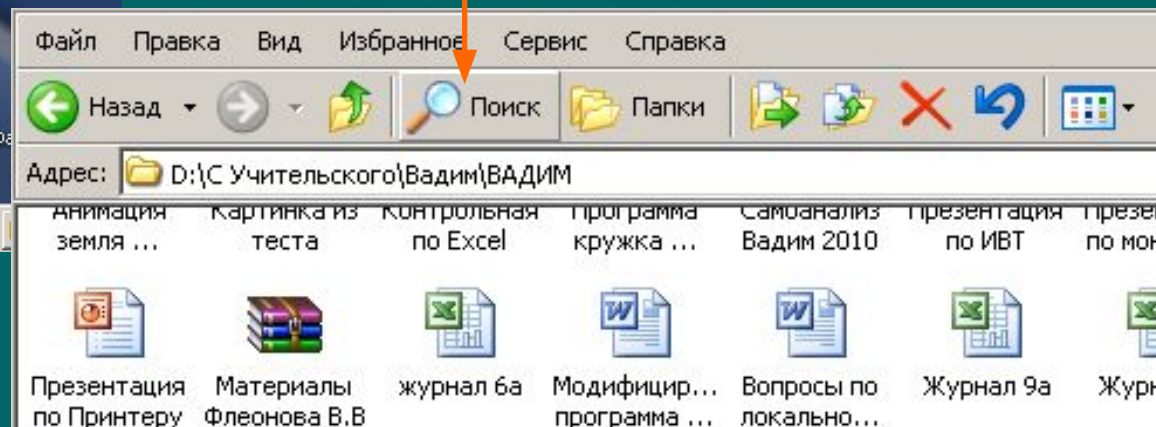 Файл Правка Вид Избранное Сервис Справка
Назад Поиск Папки
Адрес: D:\С Учительского\Вадим\ВАДИМ
Анимация Картинка из Контрольная Программа Самоанализ Презентация
земля ... теста по Excel кружка ... Вадим 2010 по ИВТ по
Презентация Материалы журнал 6а Модифицир... Вопросы по Журнал 9а
по Принтеру Флеонова В.В программа ... локально...